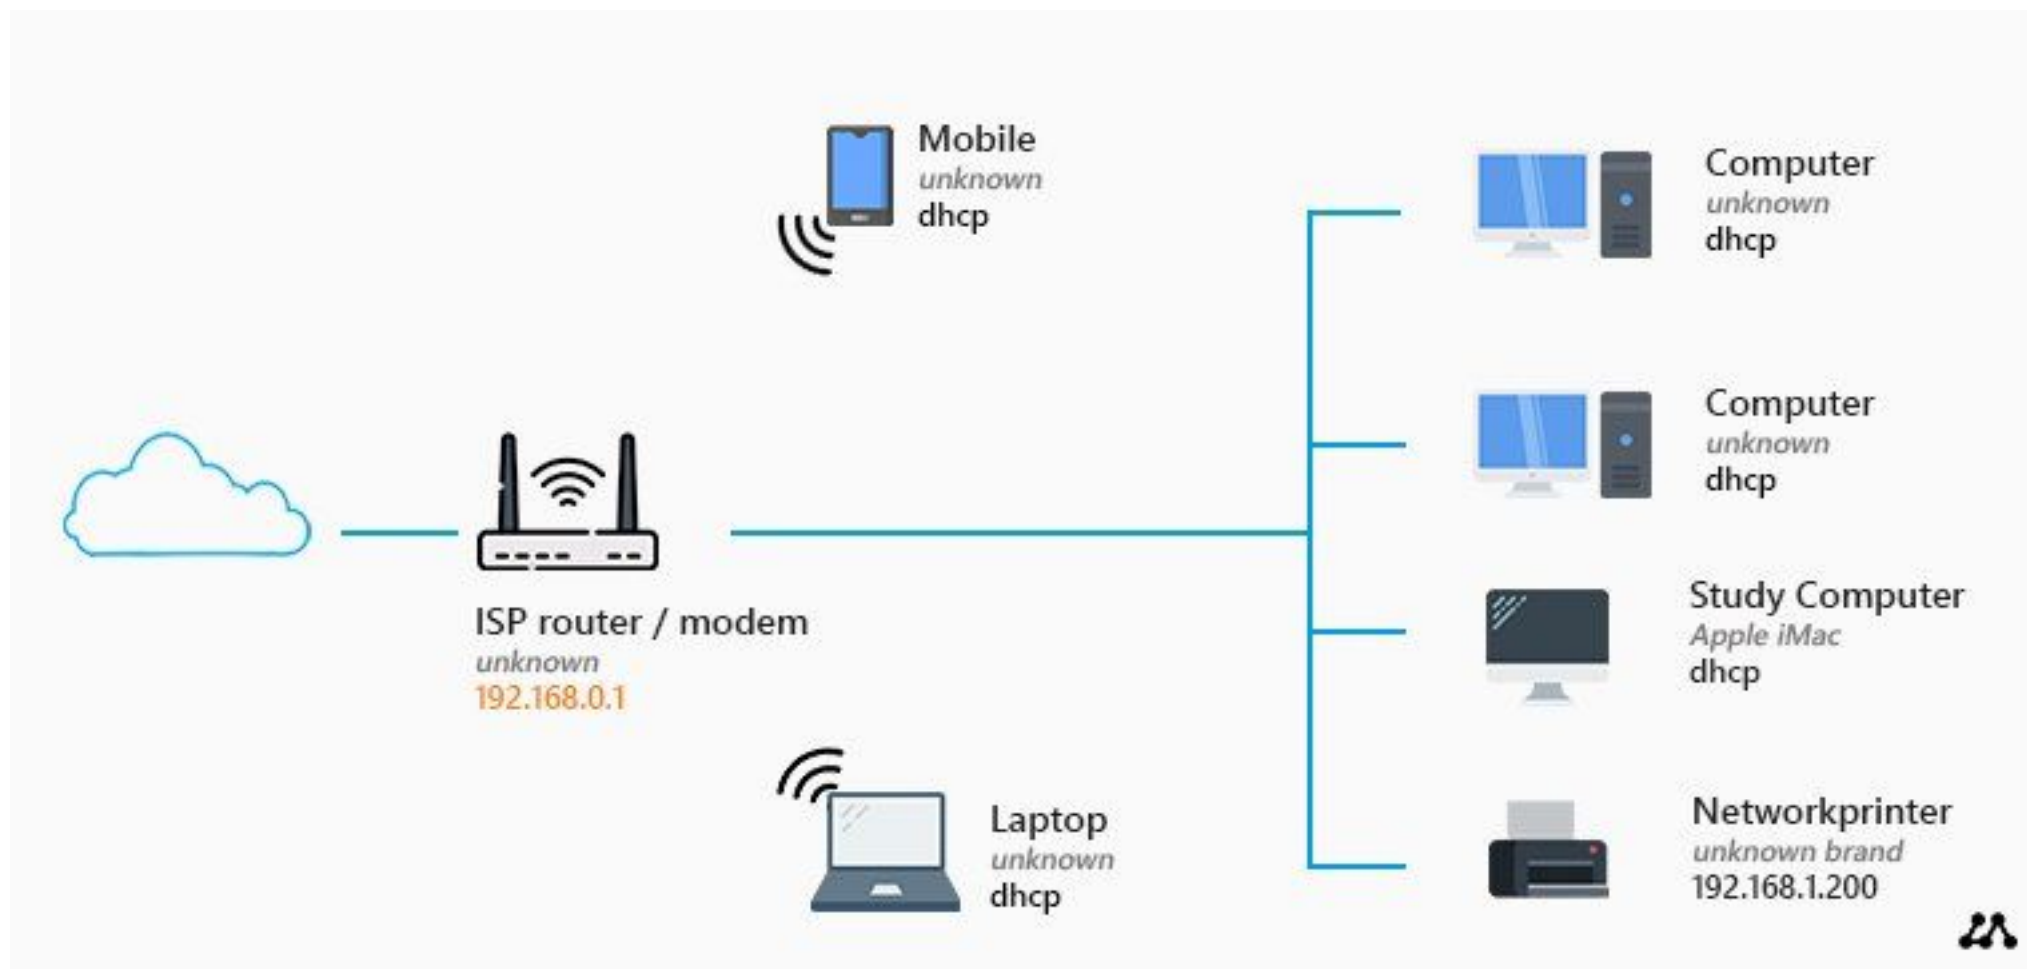 Mobile
unknown
dhcp
Computer
unknown
dhcp
Computer
unknown
dhcp
ISP router / modem
unknown
192.168.0.1
Study Computer
Apple iMac
dhcp
Laptop
unknown
dhcp
Networkprinter
unknown brand
192.168.1.200